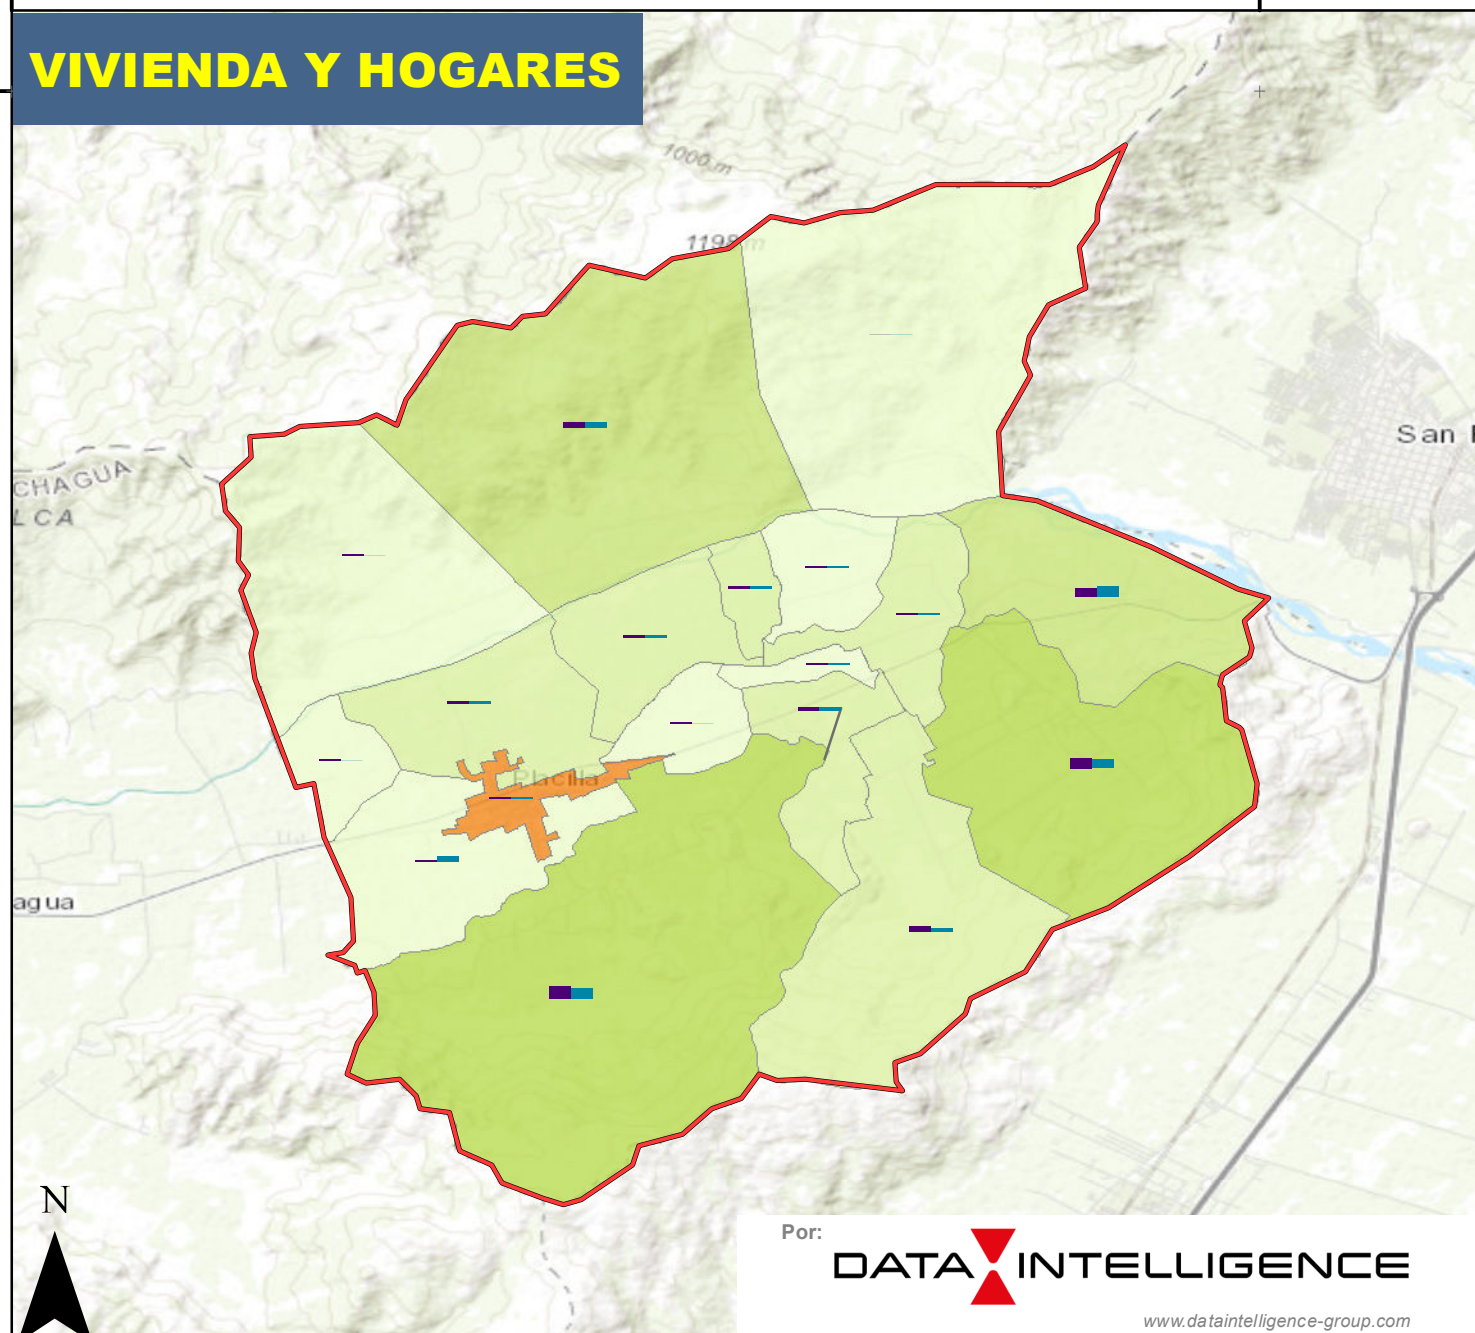 VIVIENDA Y HOGARES
1000 m
1198 m
San
CHAGUA
LCA
Placilla
agua
N
Por:
DATA INTELLIGENCE
www.dataintelligence-group.com